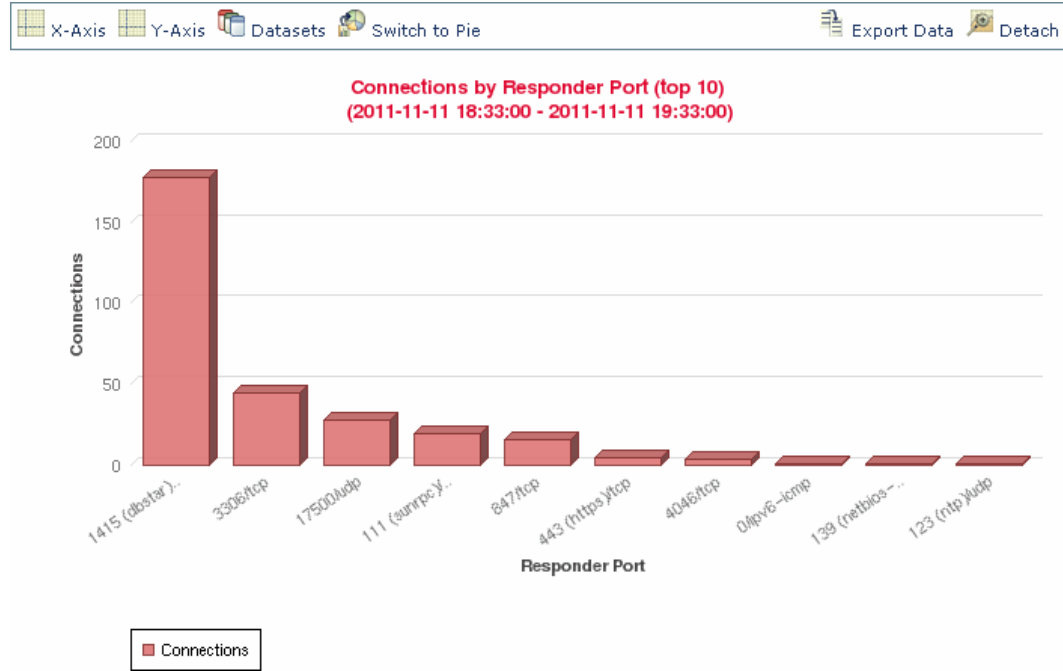 X-Axis Y-Axis Datasets Switch to Pie Export Data Detach
Connections by Responder Port (top 10)
(2011-11-11 18:33:00 - 2011-11-11 19:33:00)
200
150
100
50
0
Connections
1415 (dbstar)..
3306/tcp
17500/udp
111 (sunrpc)/..
847/tcp
443 (https)/tcp
4046/tcp
0/ipv6-icmp
139 (netbios-..
123 (ntp)/udp
Responder Port
Connections